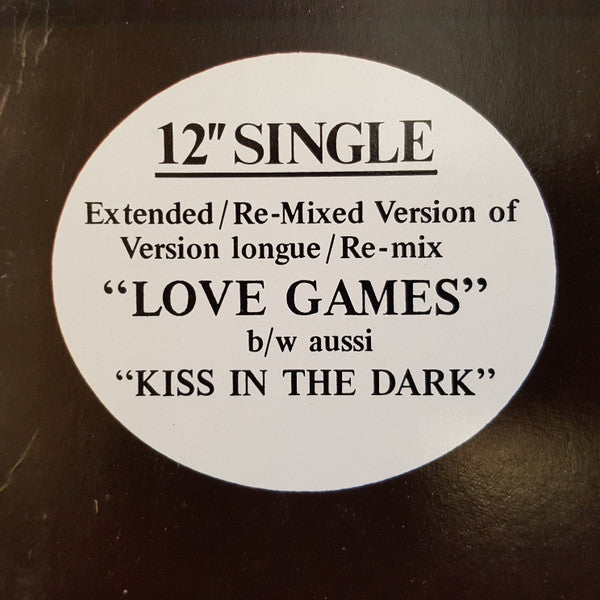 12" SINGLE
Extended/Re-Mixed Version of
Version longue/Re-mix
“LOVE GAMES”
b/w aussi
“KISS IN THE DARK”